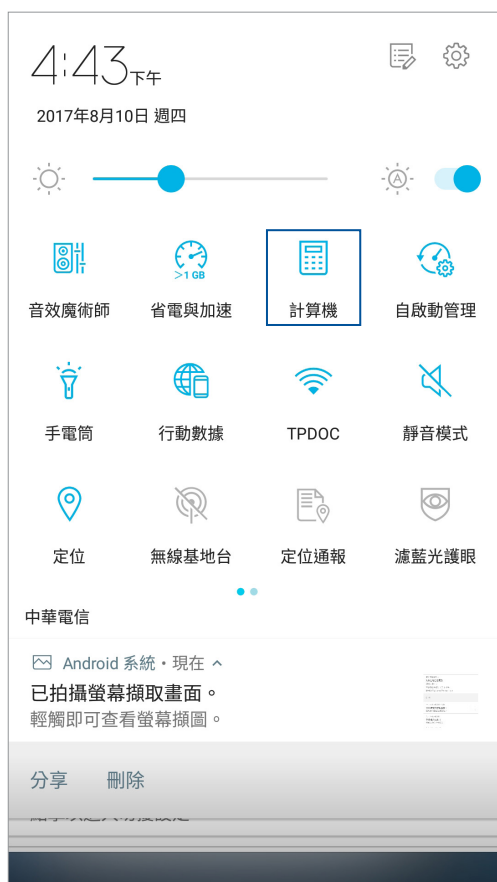 4:43下午
2017年8月10日 週四
A
>1 GB
音效魔術師 省電與加速 計算機 自啟動管理
手電筒 行動數據 TPDOC 靜音模式
定位 無線基地台 定位通報 濾藍光護眼
中華電信
Android 系統・現在
已拍攝螢幕擷取畫面。
輕觸即可查看螢幕擷圖。
分享 刪除